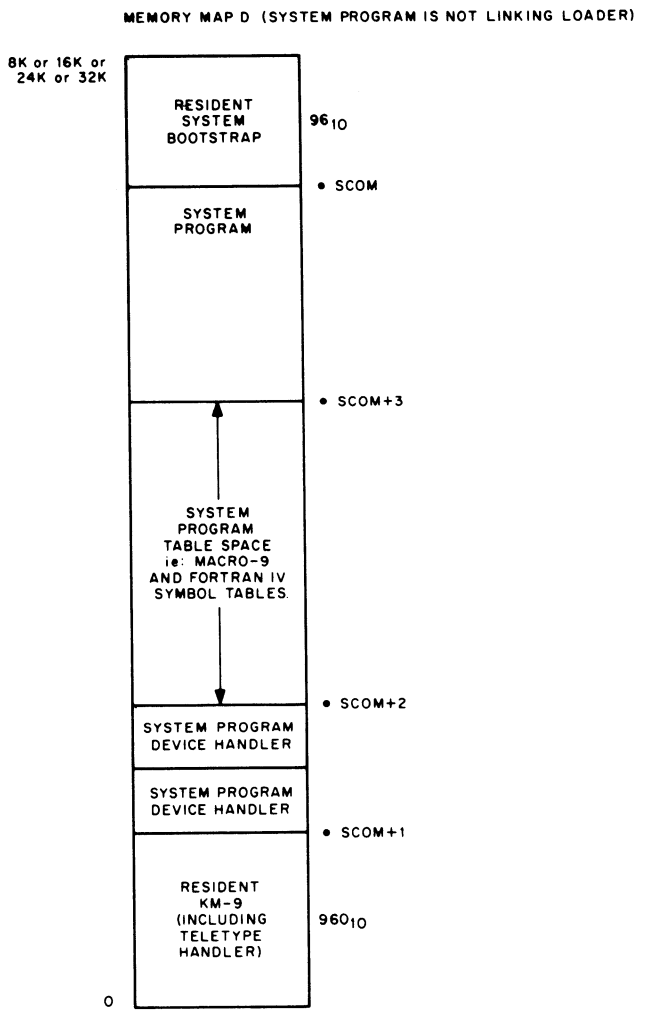 MEMORY MAP D (SYSTEM PROGRAM IS NOT LINKING LOADER)
8K or 16K or
24K or 32K
RESIDENT
SYSTEM
BOOTSTRAP
96₁₀
• SCOM
SYSTEM
PROGRAM
• SCOM+3
SYSTEM
PROGRAM
TABLE SPACE
ie: MACRO-9
AND FORTRAN IV
SYMBOL TABLES.
• SCOM+2
SYSTEM PROGRAM
DEVICE HANDLER
SYSTEM PROGRAM
DEVICE HANDLER
• SCOM+1
RESIDENT
KM-9
(INCLUDING
TELETYPE
HANDLER)
960₁₀
0